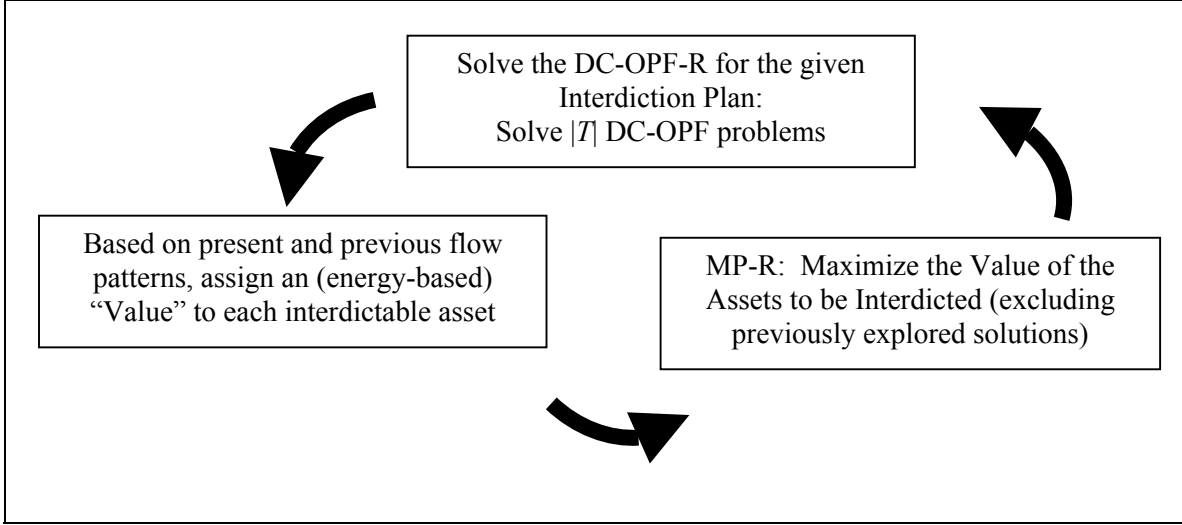 Solve the DC-OPF-R for the given
Interdiction Plan:
Solve |T| DC-OPF problems
Based on present and previous flow
patterns, assign an (energy-based)
“Value” to each interdictable asset
MP-R:  Maximize the Value of the
Assets to be Interdicted (excluding
previously explored solutions)